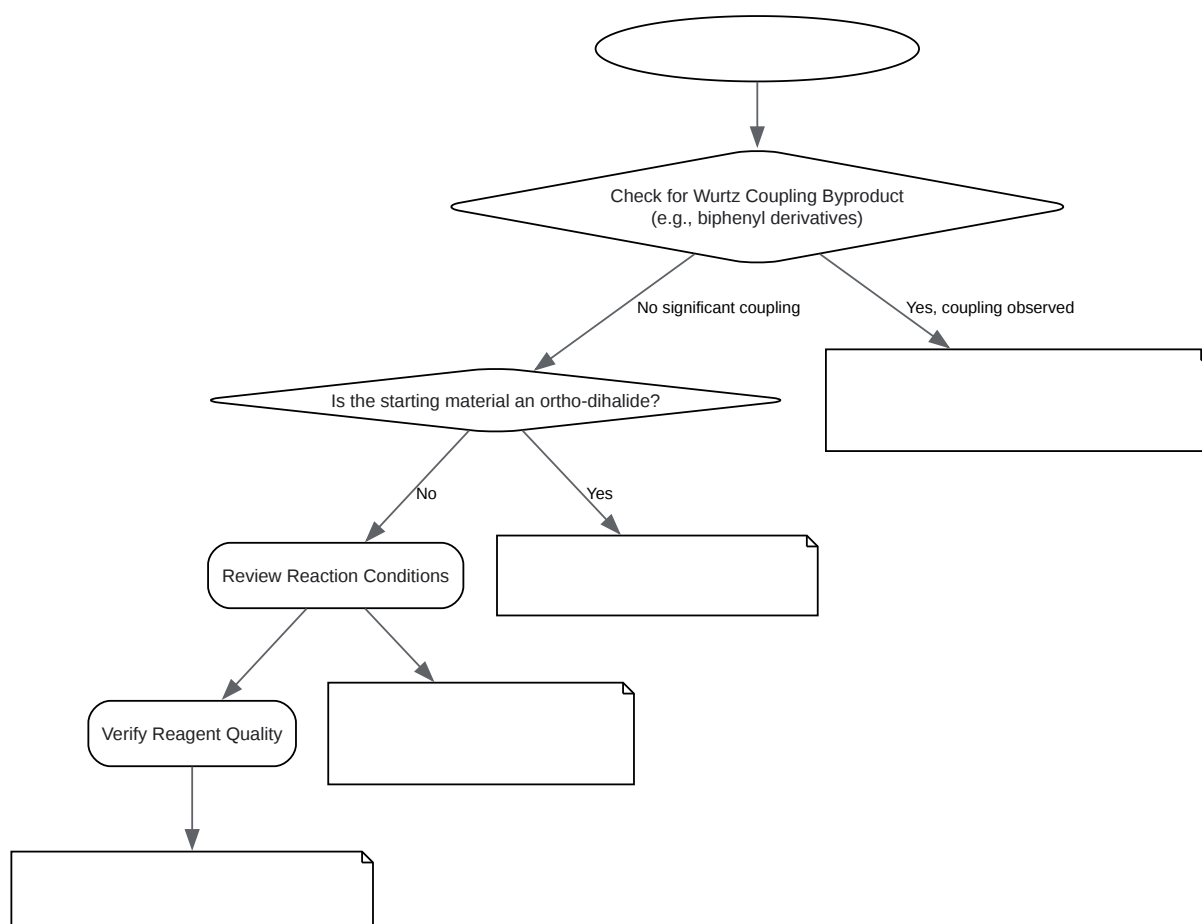 Check for Wurtz Coupling Byproduct
(e.g., biphenyl derivatives)
No significant coupling
Yes, coupling observed
Is the starting material an ortho-dihalide?
No
Yes
Review Reaction Conditions
Verify Reagent Quality